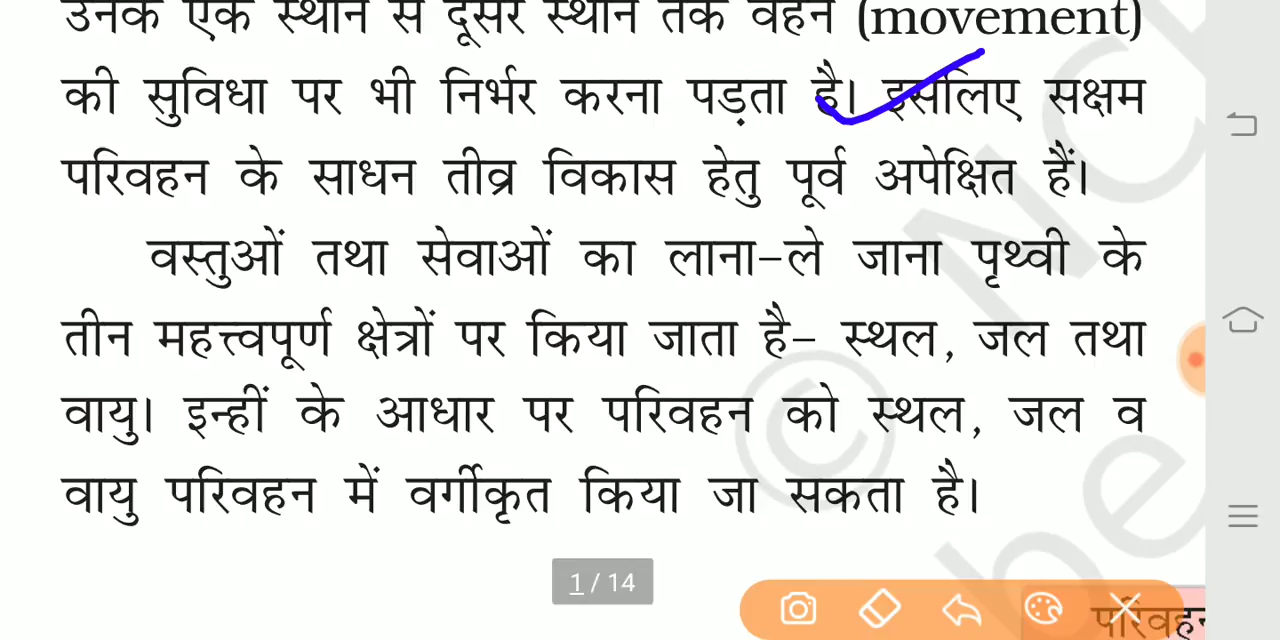 उनके एक स्थान से दूसरे स्थान तक वहन (movement)
की सुविधा पर भी निर्भर करना पड़ता है। इसलिए सक्षम
परिवहन के साधन तीव्र विकास हेतु पूर्व अपेक्षित हैं।
वस्तुओं तथा सेवाओं का लाना-ले जाना पृथ्वी के
तीन महत्त्वपूर्ण क्षेत्रों पर किया जाता है- स्थल, जल तथा
वायु। इन्हीं के आधार पर परिवहन को स्थल, जल व
वायु परिवहन में वर्गीकृत किया जा सकता है।
1 / 14
परिवहन